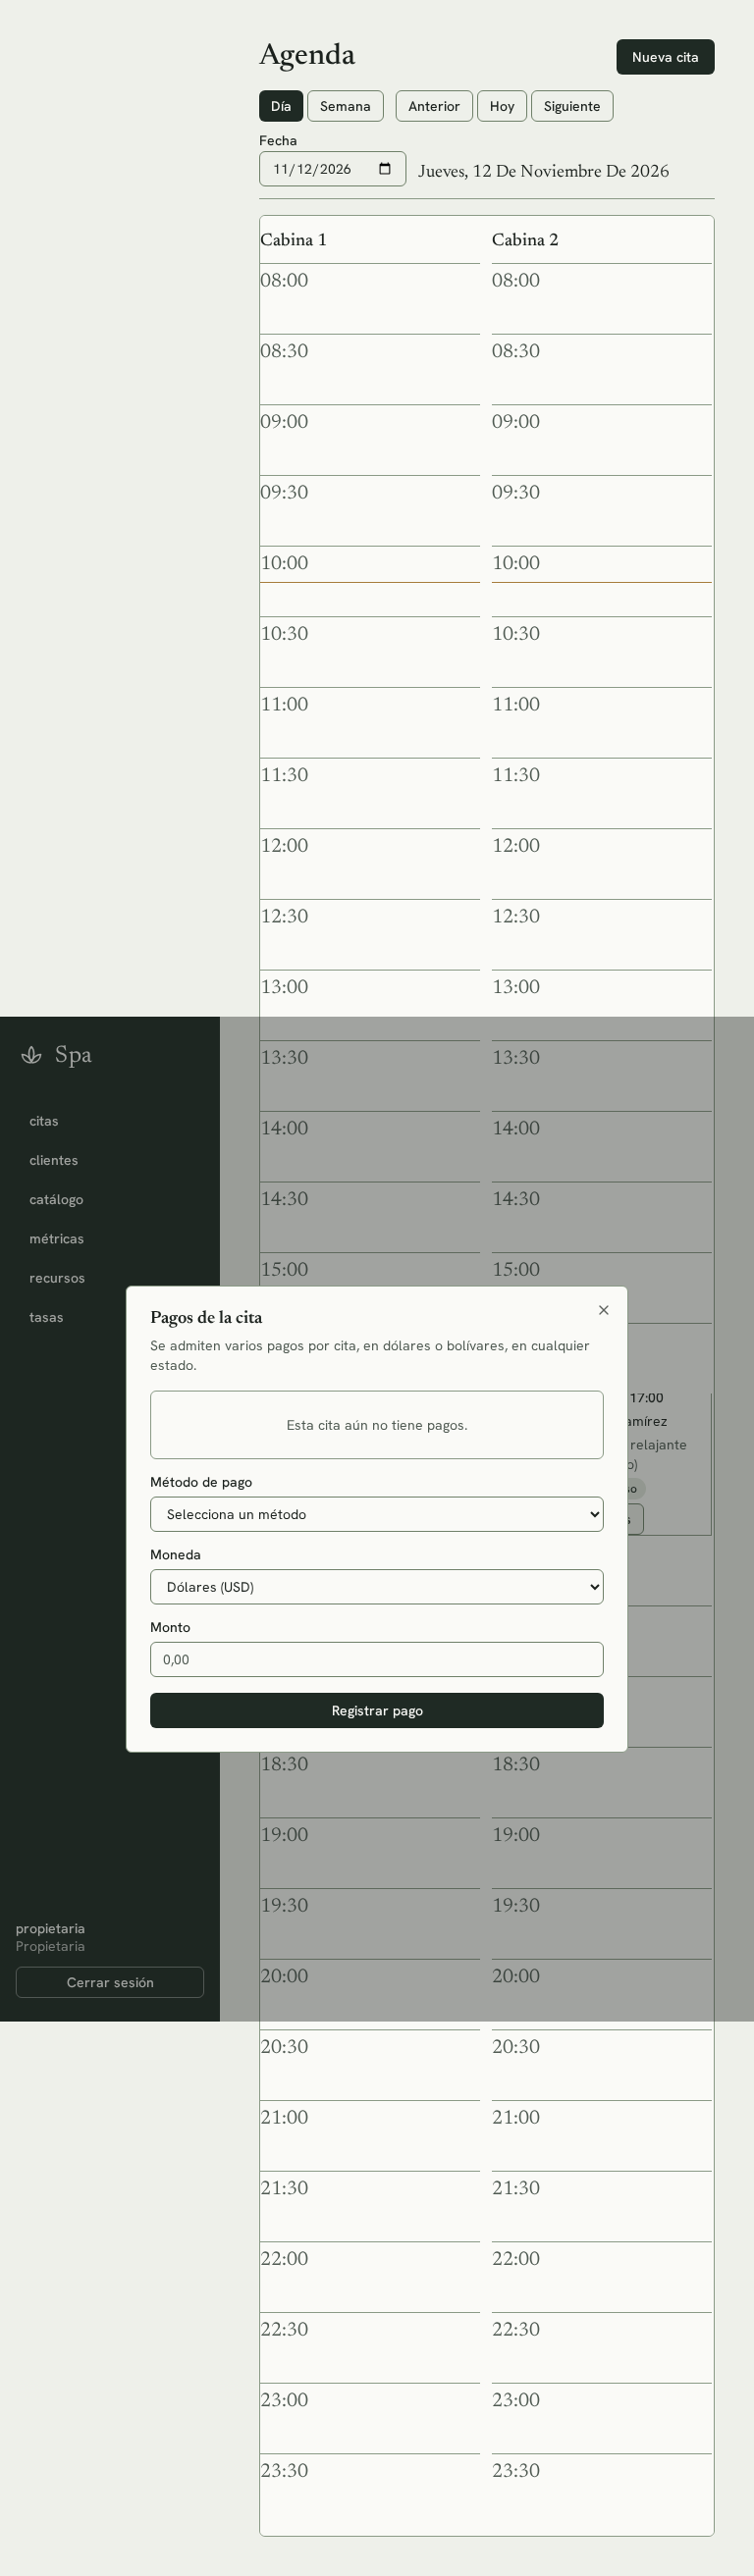 Agenda
Nueva cita
Día Semana Anterior Hoy Siguiente
Fecha
11/12/2026 Jueves, 12 De Noviembre De 2026
Cabina 1 Cabina 2
08:00 08:00
08:30 08:30
09:00 09:00
09:30 09:30
10:00 10:00
10:30 10:30
11:00 11:00
11:30 11:30
12:00 12:00
12:30 12:30
13:00 13:00
13:30 13:30
14:00 14:00
14:30 14:30
15:00 15:00
Spa
citas
clientes
catálogo
métricas
recursos
tasas
Pagos de la cita
Se admiten varios pagos por cita, en dólares o bolívares, en cualquier
estado.
Esta cita aún no tiene pagos.
Método de pago
Selecciona un método
Moneda
Dólares (USD)
Monto
0,00
Registrar pago
17:00
relajante
18:30 18:30
19:00 19:00
19:30 19:30
20:00 20:00
propietaria
Propietaria
Cerrar sesión
20:30 20:30
21:00 21:00
21:30 21:30
22:00 22:00
22:30 22:30
23:00 23:00
23:30 23:30